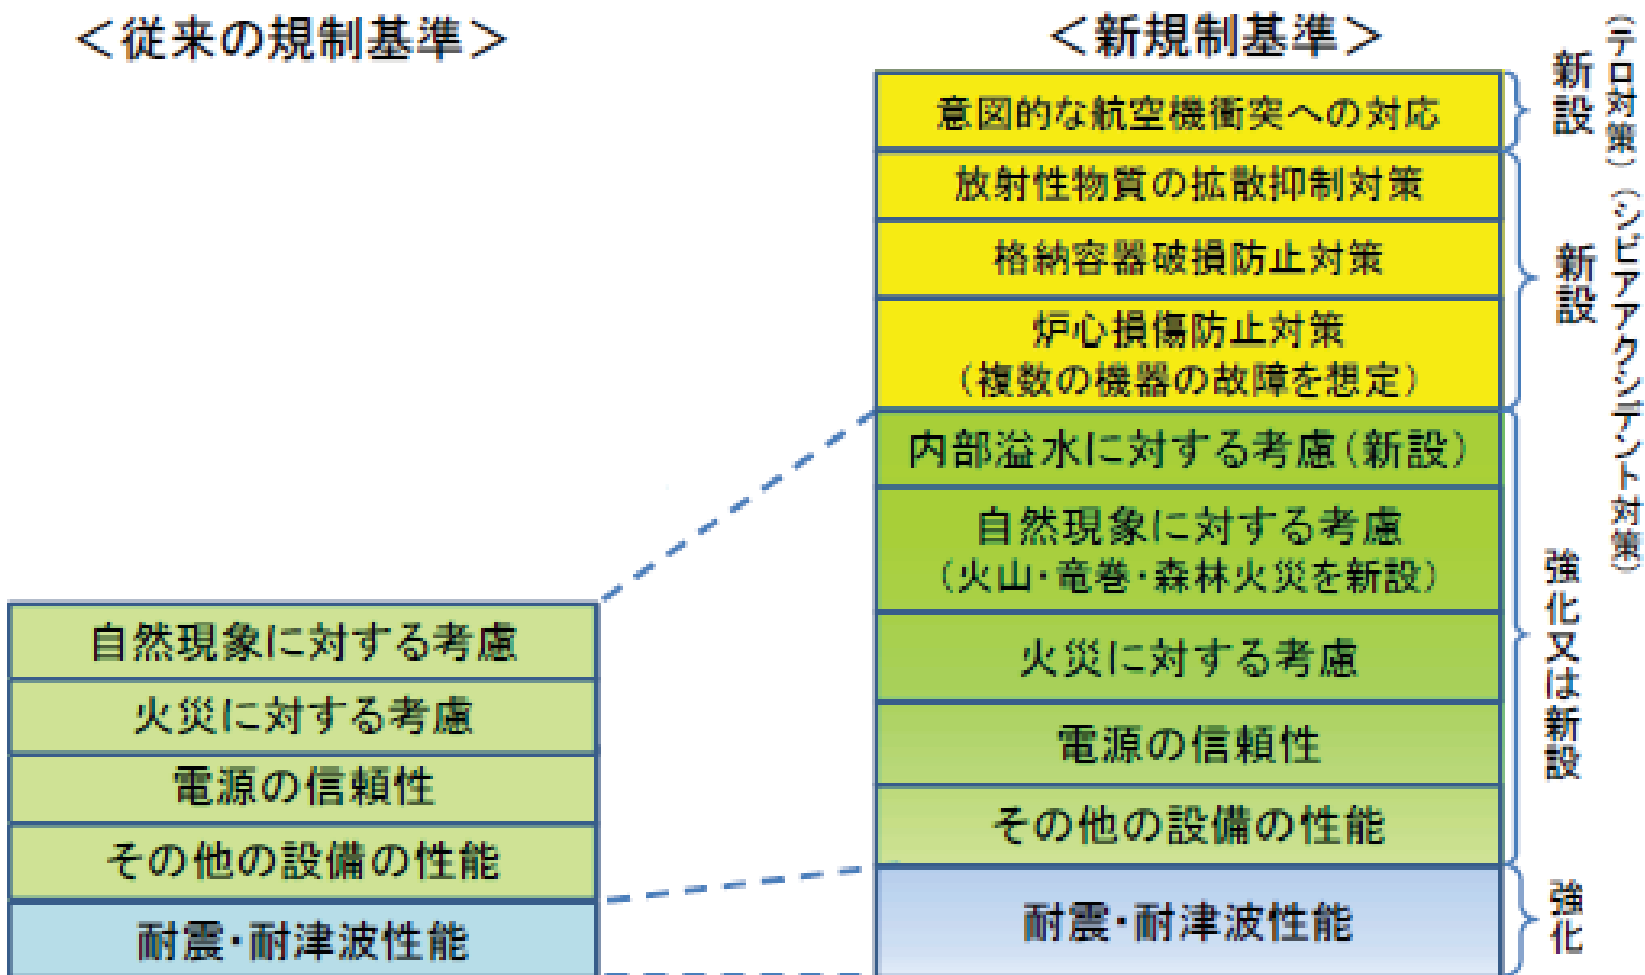 ＜従来の規制基準＞
自然現象に対する考慮
火災に対する考慮
電源の信頼性
その他の設備の性能
耐震・耐津波性能
＜新規制基準＞
意図的な航空機衝突への対応
放射性物質の拡散抑制対策
格納容器破損防止対策
炉心損傷防止対策
（複数の機器の故障を想定）
内部溢水に対する考慮（新設）
自然現象に対する考慮
（火山・竜巻・森林火災を新設）
火災に対する考慮
電源の信頼性
その他の設備の性能
耐震・耐津波性能
新設
（テロ対策）
新設
（シビアアクシデント対策）
強化又は新設
強化